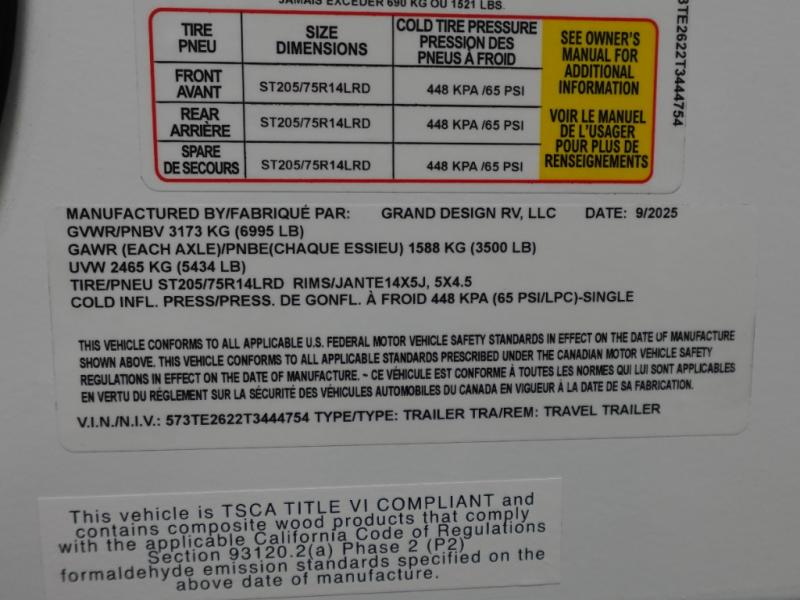 JAMAIS EXCÉDER 690 KG OU 1521 LBS.
TIRE PNEU SIZE DIMENSIONS COLD TIRE PRESSURE PRESSION DES PNEUS À FROID
FRONT AVANT ST205/75R14LRD 448 KPA /65 PSI
REAR ARRIÈRE ST205/75R14LRD 448 KPA /65 PSI
SPARE DE SECOURS ST205/75R14LRD 448 KPA /65 PSI
SEE OWNER'S
MANUAL FOR
ADDITIONAL
INFORMATION
VOIR LE MANUEL
DE L'USAGER
POUR PLUS DE
RENSEIGNEMENTS
3TE2622T3444754
MANUFACTURED BY/FABRIQUÉ PAR: GRAND DESIGN RV, LLC DATE: 9/2025
GVWR/PNBV 3173 KG (6995 LB)
GAWR (EACH AXLE)/PNBE(CHAQUE ESSIEU) 1588 KG (3500 LB)
UVW 2465 KG (5434 LB)
TIRE/PNEU ST205/75R14LRD RIMS/JANTE14X5J, 5X4.5
COLD INFL. PRESS/PRESS. DE GONFL. À FROID 448 KPA (65 PSI/LPC)-SINGLE
THIS VEHICLE CONFORMS TO ALL APPLICABLE U.S. FEDERAL MOTOR VEHICLE SAFETY STANDARDS IN EFFECT ON THE DATE OF MANUFACTURE
SHOWN ABOVE. THIS VEHICLE CONFORMS TO ALL APPLICABLE STANDARDS PRESCRIBED UNDER THE CANADIAN MOTOR VEHICLE SAFETY
REGULATIONS IN EFFECT ON THE DATE OF MANUFACTURE. ~ CE VÉHICULE EST CONFORME À TOUTES LES NORMES QUI LUI SONT APPLICABLES
EN VERTU DU RÈGLEMENT SUR LA SÉCURITÉ DES VÉHICULES AUTOMOBILES DU CANADA EN VIGUEUR À LA DATE DE SA FABRICATION.
V.I.N./N.I.V.: 573TE2622T3444754 TYPE/TYPE: TRAILER TRA/REM: TRAVEL TRAILER
This vehicle is TSCA TITLE VI COMPLIANT and
contains composite wood products that comply
with the applicable California Code of Regulations
Section 93120.2(a) Phase 2 (P2)
formaldehyde emission standards specified on the
above date of manufacture.